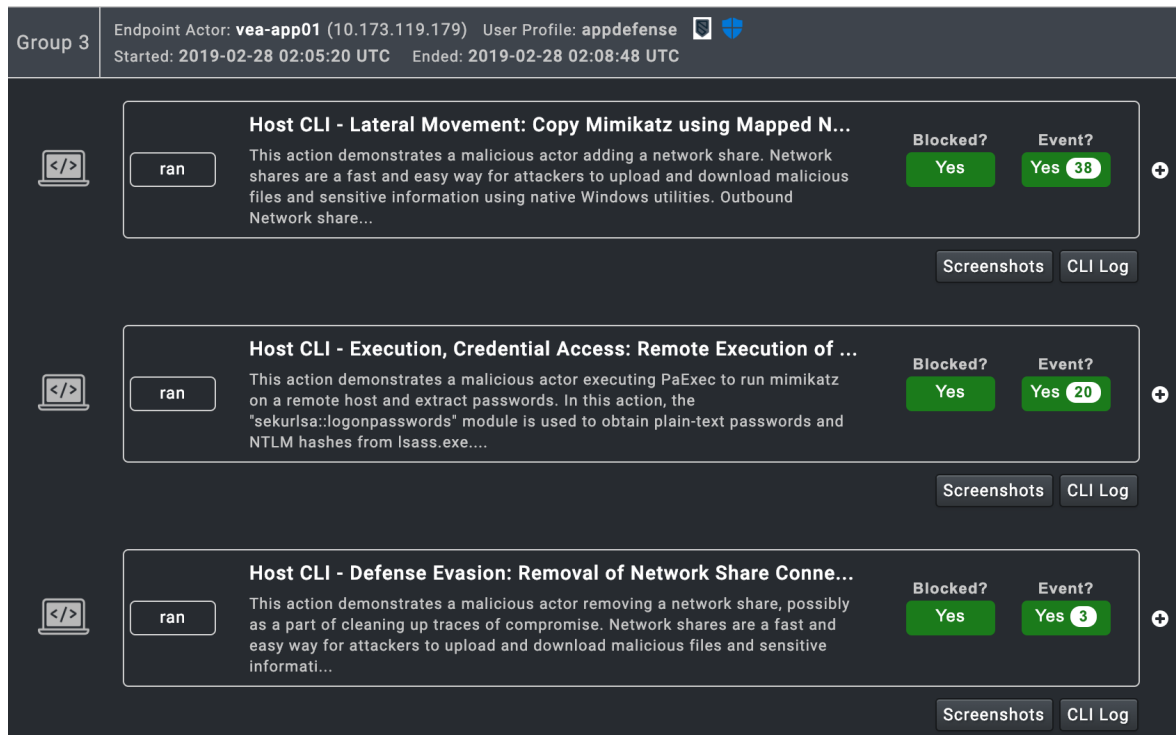 Group 3
Endpoint Actor: vea-app01 (10.173.119.179) User Profile: appdefense
Started: 2019-02-28 02:05:20 UTC Ended: 2019-02-28 02:08:48 UTC
</>
ran
Host CLI - Lateral Movement: Copy Mimikatz using Mapped N...
This action demonstrates a malicious actor adding a network share. Network
shares are a fast and easy way for attackers to upload and download malicious
files and sensitive information using native Windows utilities. Outbound
Network share...
Blocked? Event?
Yes Yes 38
Screenshots CLI Log
</>
ran
Host CLI - Execution, Credential Access: Remote Execution of ...
This action demonstrates a malicious actor executing PaExec to run mimikatz
on a remote host and extract passwords. In this action, the
"sekurlsa::logonpasswords" module is used to obtain plain-text passwords and
NTLM hashes from lsass.exe....
Blocked? Event?
Yes Yes 20
Screenshots CLI Log
</>
ran
Host CLI - Defense Evasion: Removal of Network Share Conne...
This action demonstrates a malicious actor removing a network share, possibly
as a part of cleaning up traces of compromise. Network shares are a fast and
easy way for attackers to upload and download malicious files and sensitive
informati...
Blocked? Event?
Yes Yes 3
Screenshots CLI Log